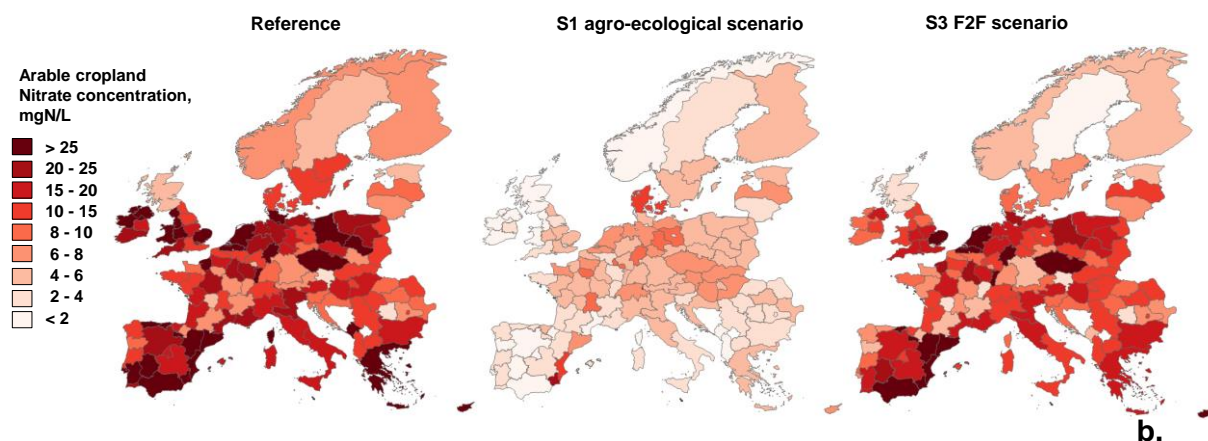 Reference
S1 agro-ecological scenario
S3 F2F scenario
Arable cropland
Nitrate concentration,
mgN/L
> 25
20 - 25
15 - 20
10 - 15
8 - 10
6 - 8
4 - 6
2 - 4
< 2
b.